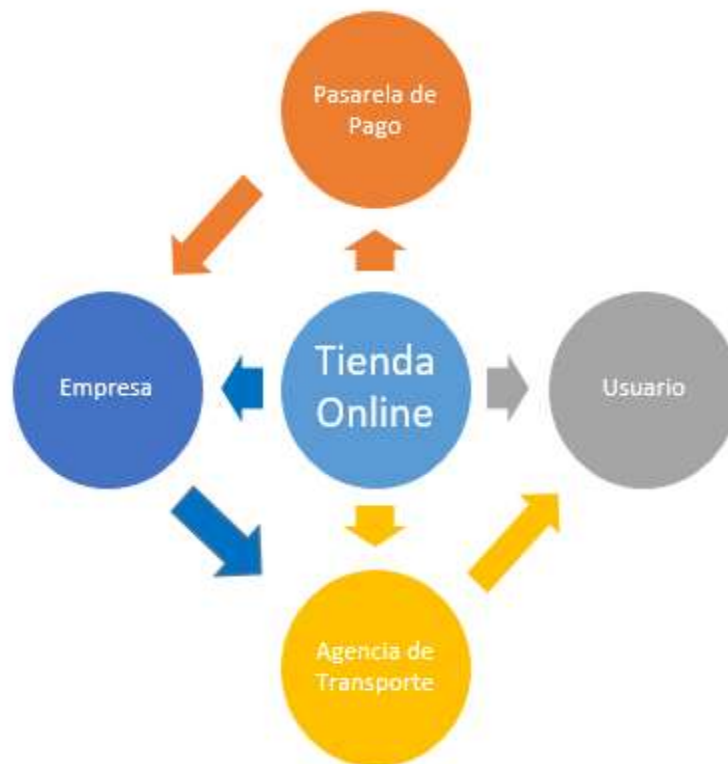 Pasarela de
Pago
Empresa
Tienda
Online
Usuario
Agencia de
Transporte